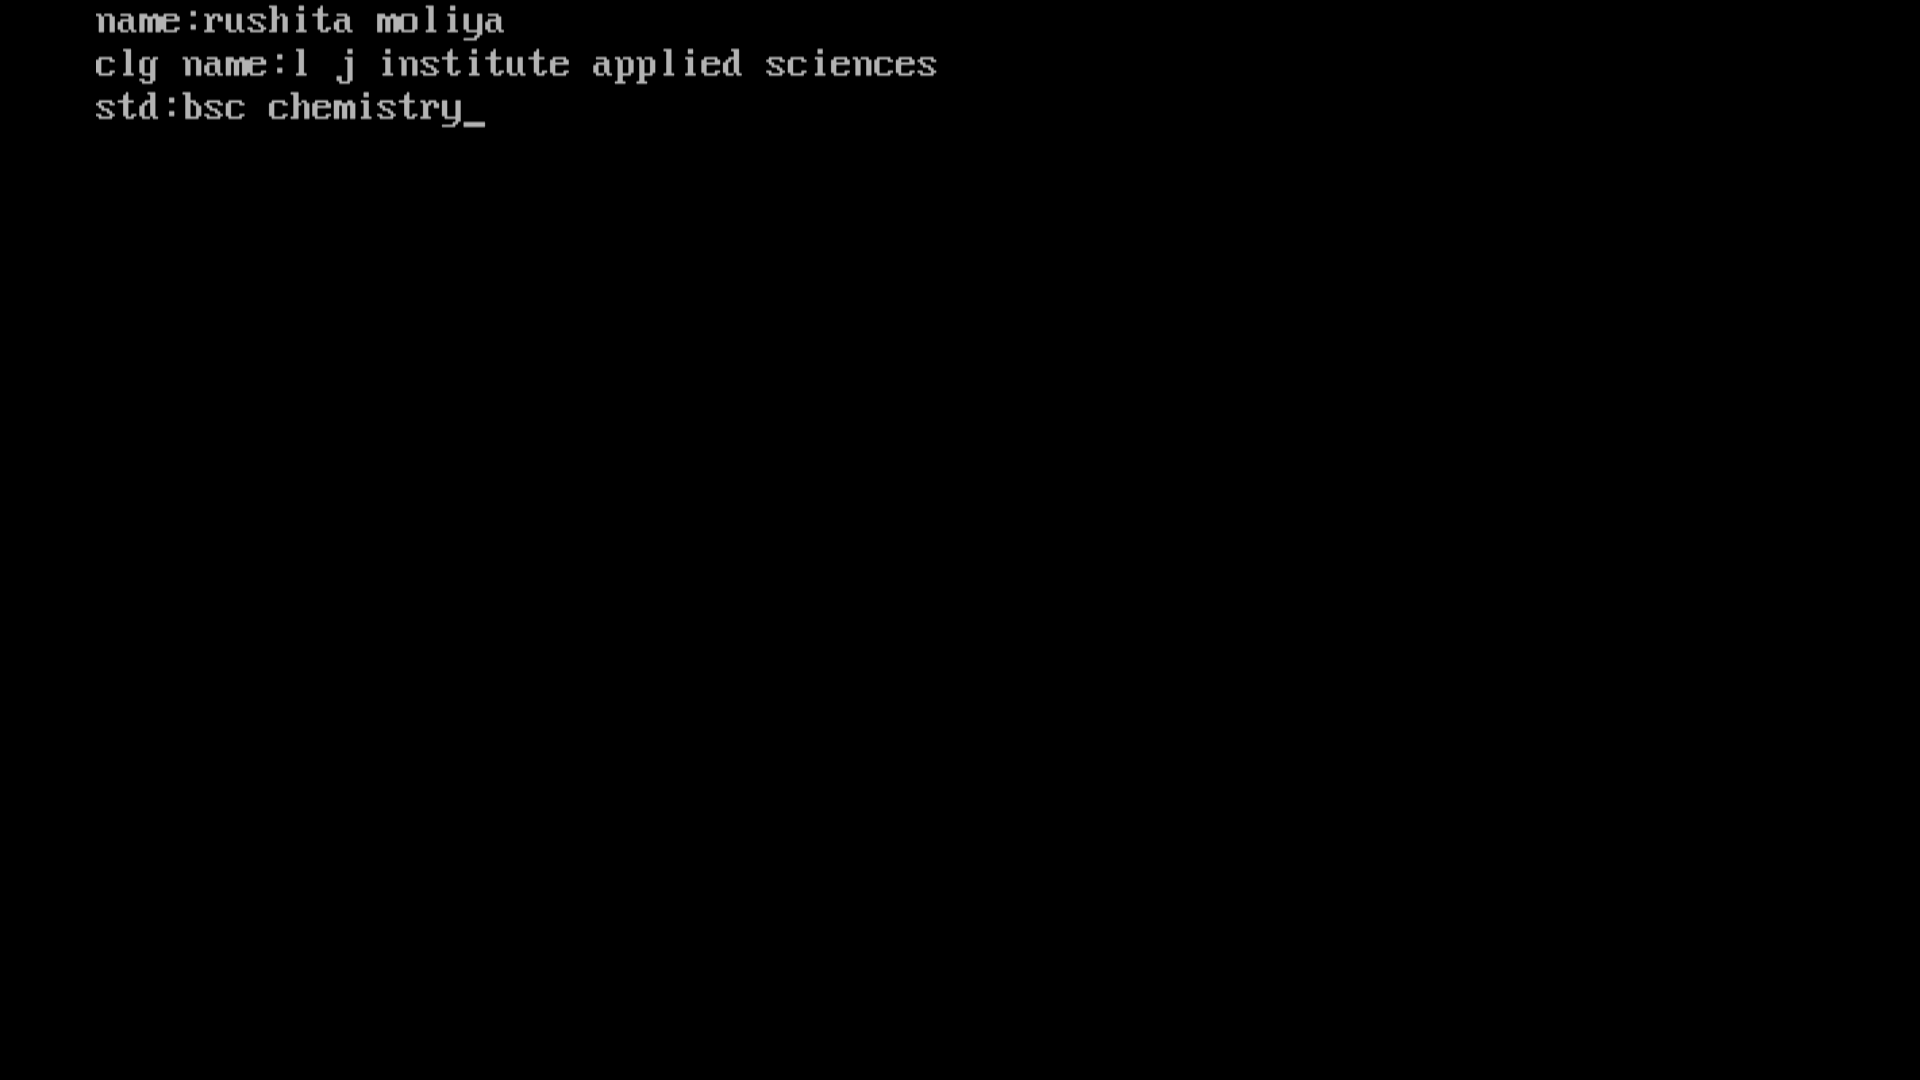 name:rushita moliya
clg name:l j institute applied sciences
std:bsc chemistry_